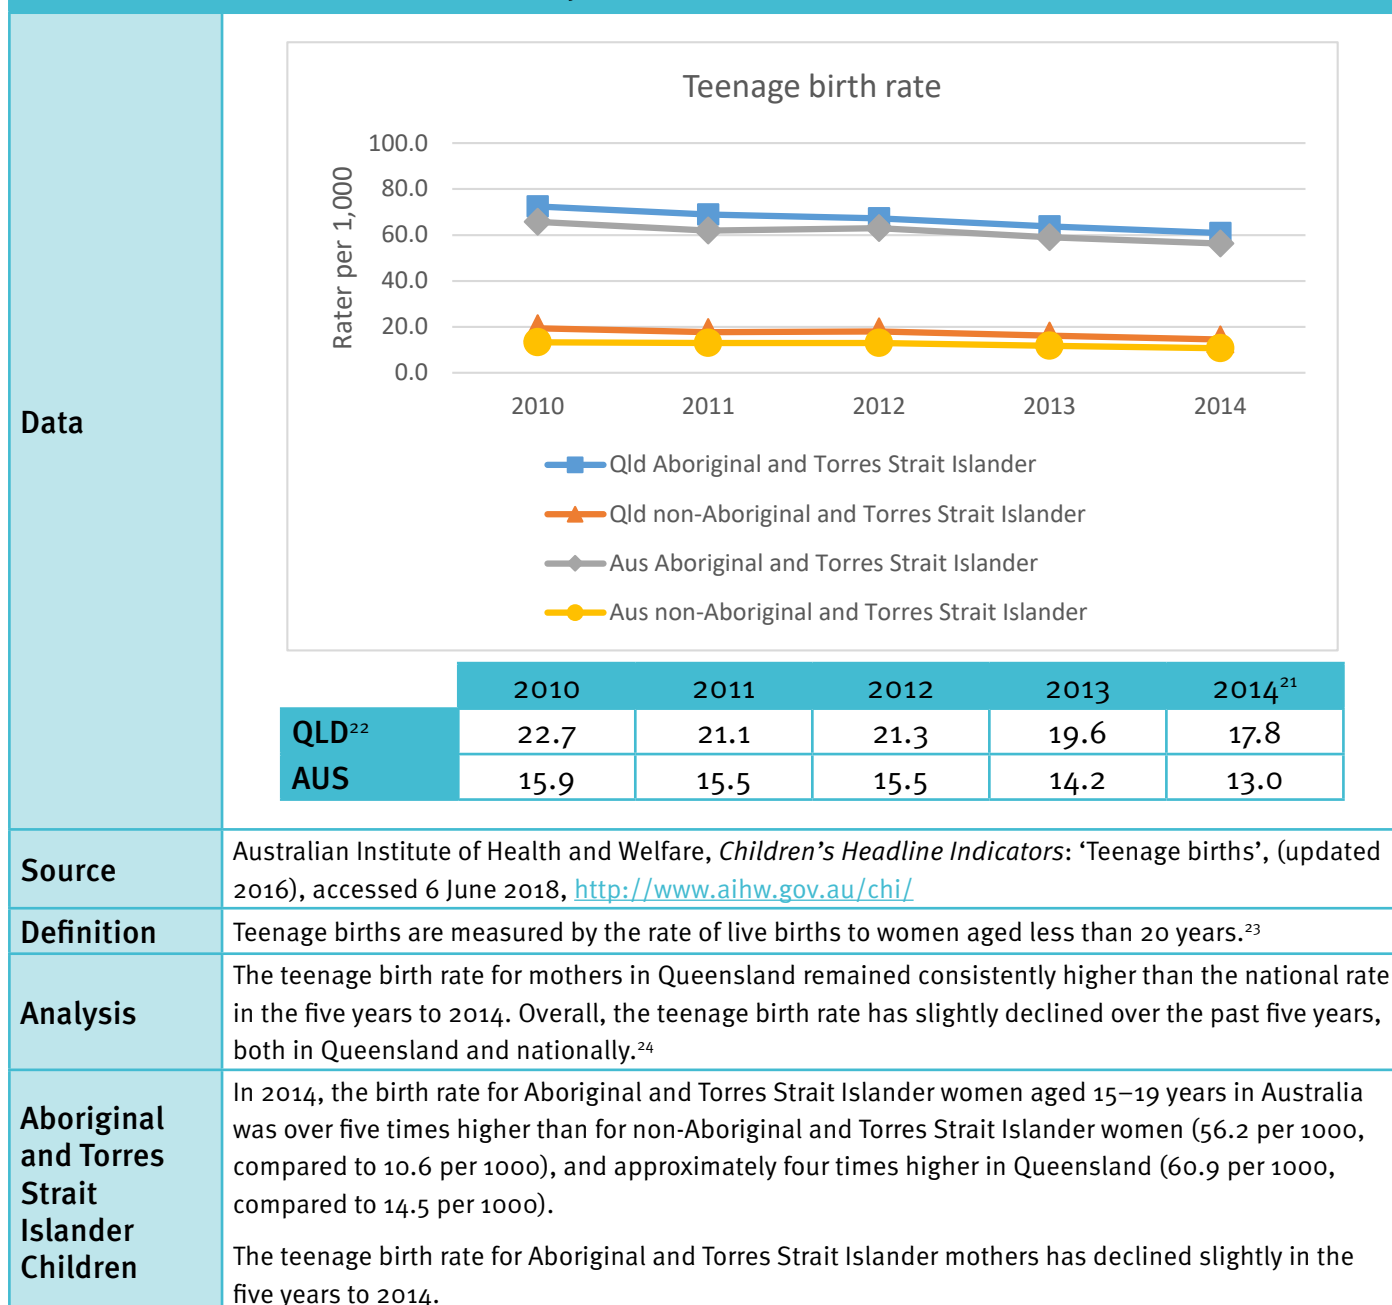 Data
Teenage birth rate
Rater per 1,000
100.0
80.0
60.0
40.0
20.0
0.0
2010 2011 2012 2013 2014
Qld Aboriginal and Torres Strait Islander
Qld non-Aboriginal and Torres Strait Islander
Aus Aboriginal and Torres Strait Islander
Aus non-Aboriginal and Torres Strait Islander
2010 2011 2012 2013 2014²¹
QLD²² 22.7 21.1 21.3 19.6 17.8
AUS 15.9 15.5 15.5 14.2 13.0
Source
Australian Institute of Health and Welfare, Children's Headline Indicators: 'Teenage births', (updated
2016), accessed 6 June 2018, http://www.aihw.gov.au/chi/
Definition
Teenage births are measured by the rate of live births to women aged less than 20 years.²³
Analysis
The teenage birth rate for mothers in Queensland remained consistently higher than the national rate
in the five years to 2014. Overall, the teenage birth rate has slightly declined over the past five years,
both in Queensland and nationally.²⁴
Aboriginal
and Torres
Strait
Islander
Children
In 2014, the birth rate for Aboriginal and Torres Strait Islander women aged 15–19 years in Australia
was over five times higher than for non-Aboriginal and Torres Strait Islander women (56.2 per 1000,
compared to 10.6 per 1000), and approximately four times higher in Queensland (60.9 per 1000,
compared to 14.5 per 1000).
The teenage birth rate for Aboriginal and Torres Strait Islander mothers has declined slightly in the
five years to 2014.